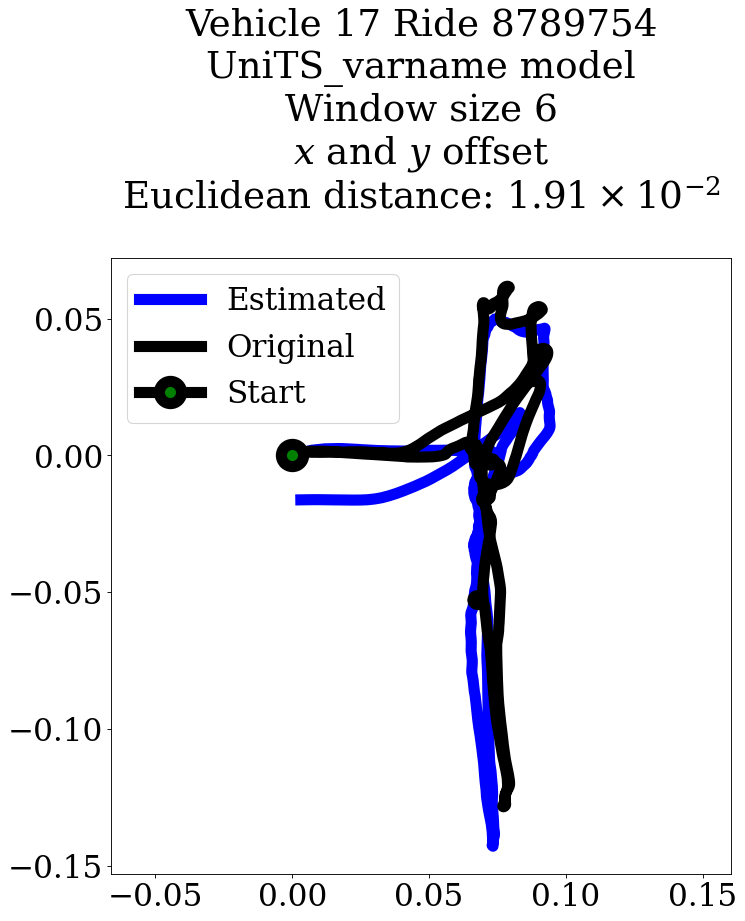 Vehicle 17 Ride 8789754
UniTS_varname model
Window size 6
x and y offset
Euclidean distance: 1.91 × 10⁻²
Estimated
Original
Start
0.05
0.00
−0.05
−0.10
−0.15
−0.05 0.00 0.05 0.10 0.15